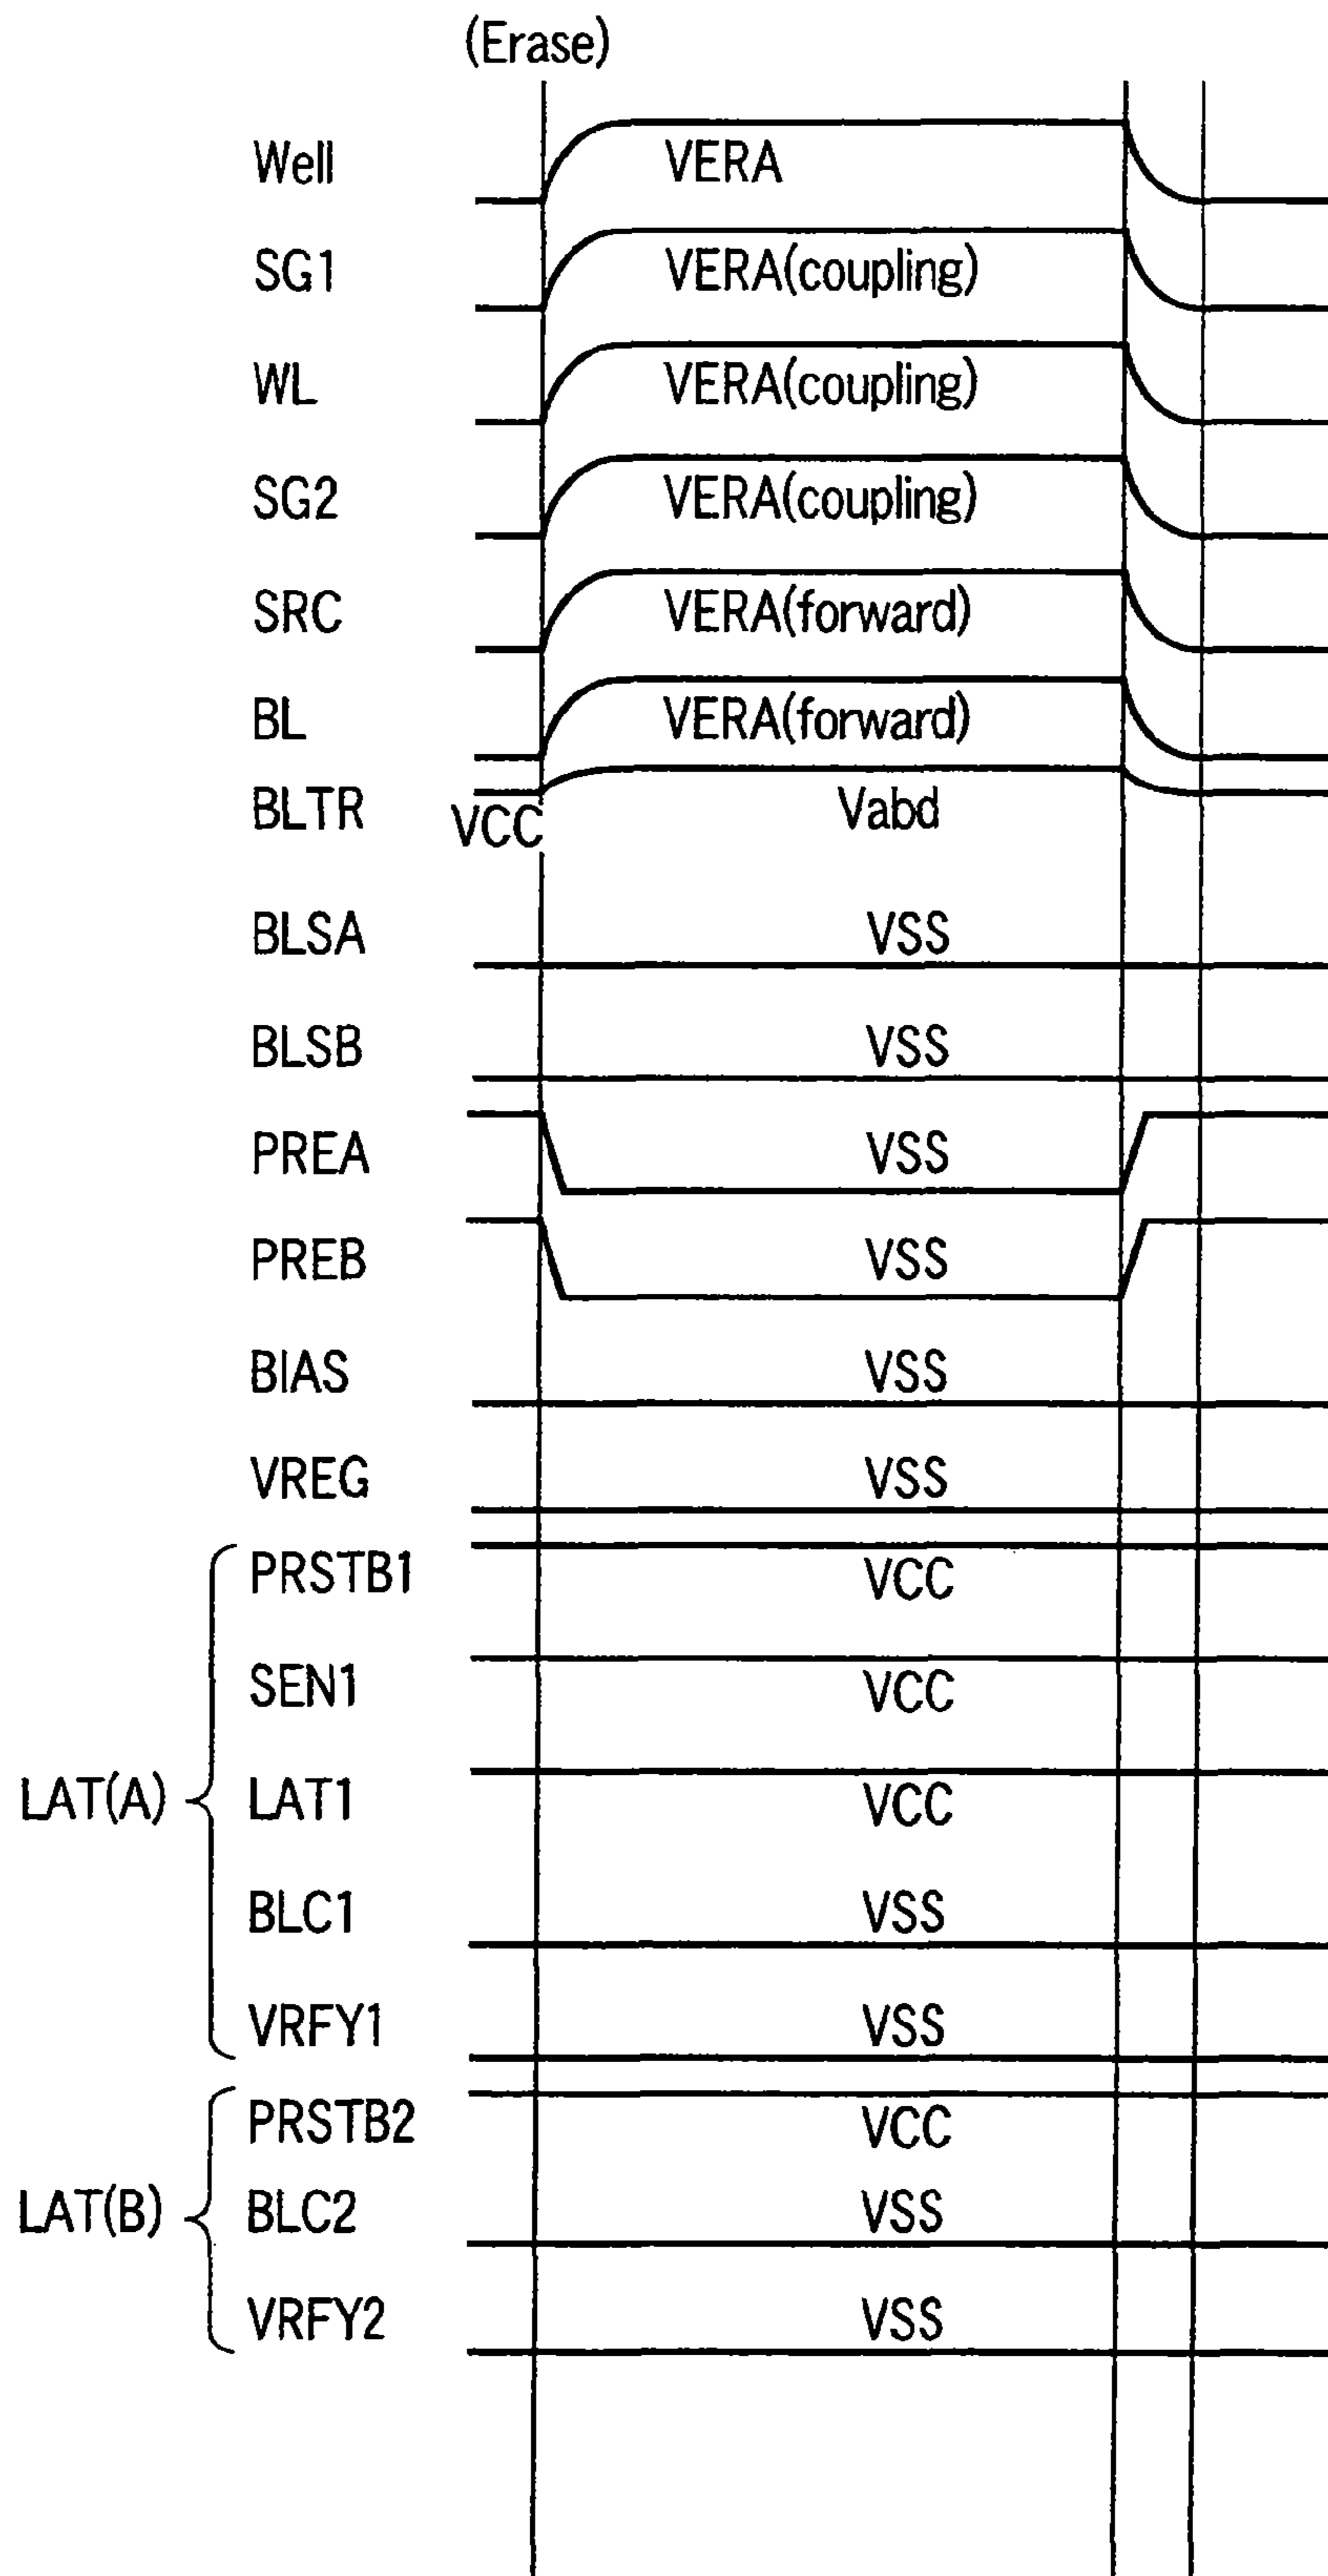 (Erase)
Well VERA
SG1 VERA(coupling)
WL VERA(coupling)
SG2 VERA(coupling)
SRC VERA(forward)
BL VERA(forward)
BLTR VCC Vabd
BLSA VSS
BLSB VSS
PREA VSS
PREB VSS
BIAS VSS
VREG VSS
PRSTB1 VCC
SEN1 VCC
LAT(A) LAT1 VCC
BLC1 VSS
VRFY1 VSS
PRSTB2 VCC
LAT(B) BLC2 VSS
VRFY2 VSS